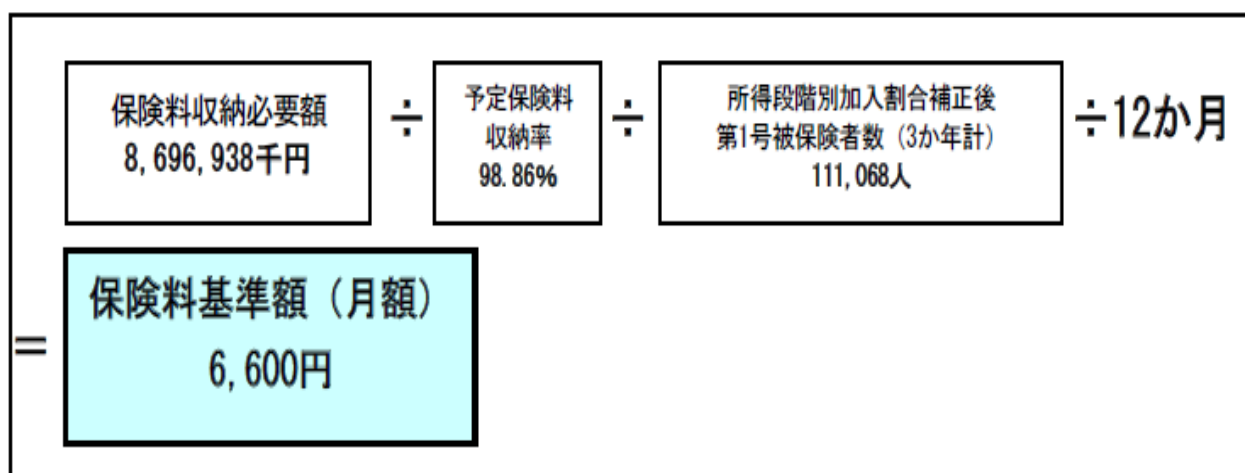 保険料収納必要額
8,696,938千円
÷
予定保険料
収納率
98.86%
÷
所得段階別加入割合補正後
第1号被保険者数（3か年計）
111,068人
÷12か月
=
保険料基準額（月額）
6,600円